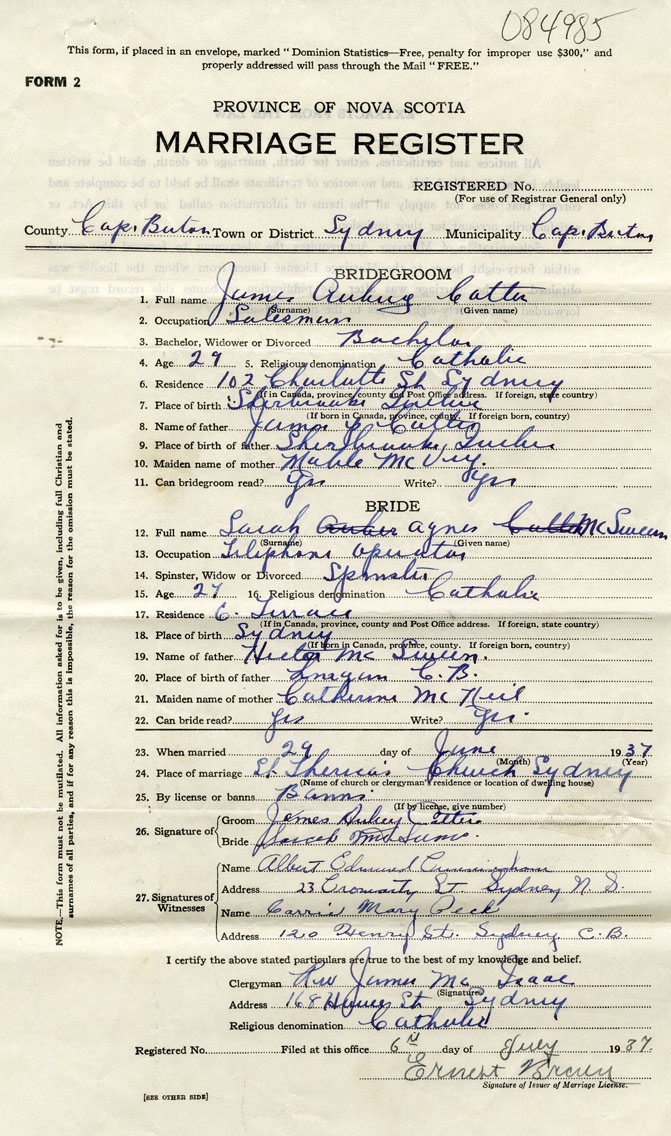 084985
This form, if placed in an envelope, marked "Dominion Statistics—Free, penalty for improper use $300," and
properly addressed will pass through the Mail "FREE."
FORM 2
PROVINCE OF NOVA SCOTIA
MARRIAGE REGISTER
REGISTERED No.
(For use of Registrar General only)
County Cape Breton Town or District Sydney Municipality Cape Breton
BRIDEGROOM
1. Full name James Aubrey Cotter
(Surname) (Given name)
2. Occupation Salesman
3. Bachelor, Widower or Divorced Bachelor
4. Age 29 5. Religious denomination Catholic
6. Residence 102 Charlotte St Sydney
(If in Canada, province, county and Post Office address. If foreign, state country)
7. Place of birth Sherbrooke Quebec
(If born in Canada, province, county. If foreign born, country)
8. Name of father James P Cotter
9. Place of birth of father Sherbrooke, Quebec
10. Maiden name of mother Mable McVey.
11. Can bridegroom read? Yes Write? Yes
BRIDE
12. Full name Sarah Agnes McSween
(Surname) (Given name)
13. Occupation Telephone operator
14. Spinster, Widow or Divorced Spinster
15. Age 27 16. Religious denomination Catholic
17. Residence C. Terrace
(If in Canada, province, county and Post Office address. If foreign, state country)
18. Place of birth Sydney
(If born in Canada, province, county. If foreign born, country)
19. Name of father Hector McSween.
20. Place of birth of father C.B.
21. Maiden name of mother Catherine McNeil
22. Can bride read? Yes Write? Yes.
23. When married 29 day of June 1937
(Month) (Year)
24. Place of marriage St. Theresa's Church Sydney
(Name of church or clergyman's residence or location of dwelling house)
25. By license or banns Banns
(If by license, give number)
26. Signature of Groom James Aubrey Cotter
Bride Sarah McSween.
27. Signatures of Witnesses
Name Albert Edmund Cunningham
Address 23 Cromarty St Sydney, N.S.
Name Carrie Mary Peck
Address 120 Henry St. Sydney C.B.
I certify the above stated particulars are true to the best of my knowledge and belief.
Clergyman Rev James Mc Isaac
(Signature)
Address 168 St Sydney
Religious denomination Catholic
Registered No. Filed at this office 6th day of July 1937.
Ernest
Signature of Issuer of Marriage License.
[SEE OTHER SIDE]
NOTE.—This form must not be mutilated. All information asked for is to be given, including full Christian and
surnames of all parties, and if for any reason this is impossible, the reason for the omission must be stated.